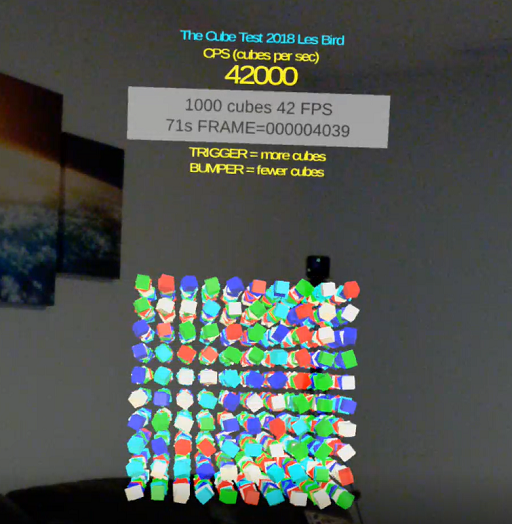 The Cube Test 2018 Les Bird
CPS (cubes per sec)
42000
1000 cubes 42 FPS
71s FRAME=000004039
TRIGGER = more cubes
BUMPER = fewer cubes